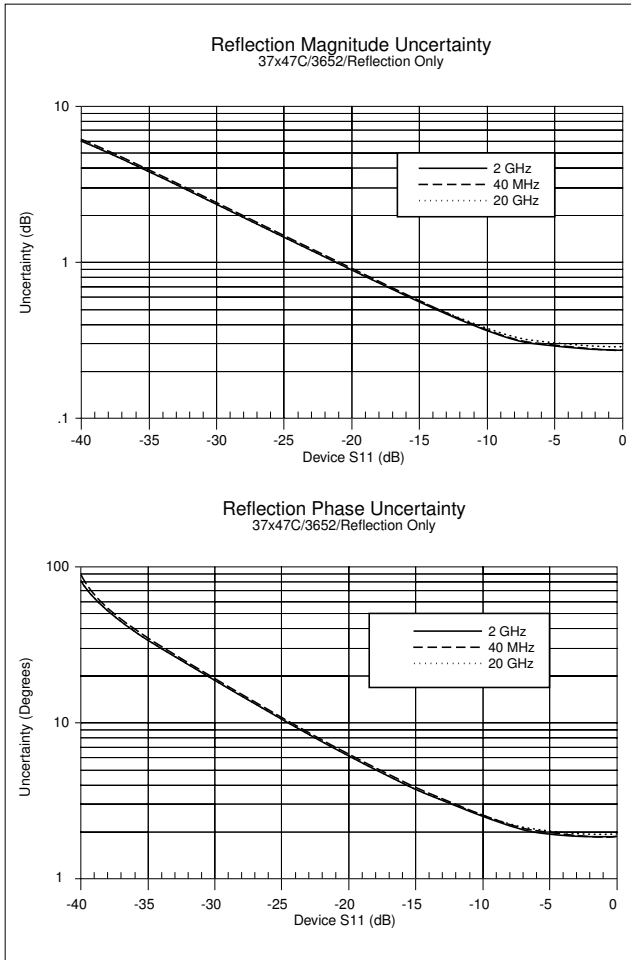 Reflection Magnitude Uncertainty
37x47C/3652/Reflection Only
10
1
.1
Uncertainty (dB)
2 GHz
40 MHz
20 GHz
-40 -35 -30 -25 -20 -15 -10 -5 0
Device S11 (dB)
Reflection Phase Uncertainty
37x47C/3652/Reflection Only
100
10
1
Uncertainty (Degrees)
2 GHz
40 MHz
20 GHz
-40 -35 -30 -25 -20 -15 -10 -5 0
Device S11 (dB)